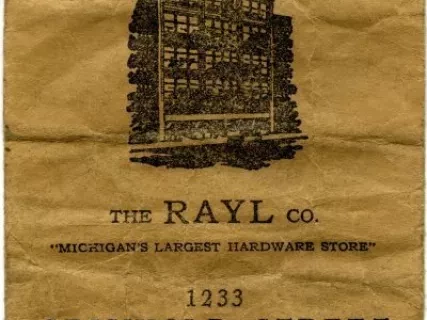 THE RAYL CO.
"MICHIGAN'S LARGEST HARDWARE STORE"
1233